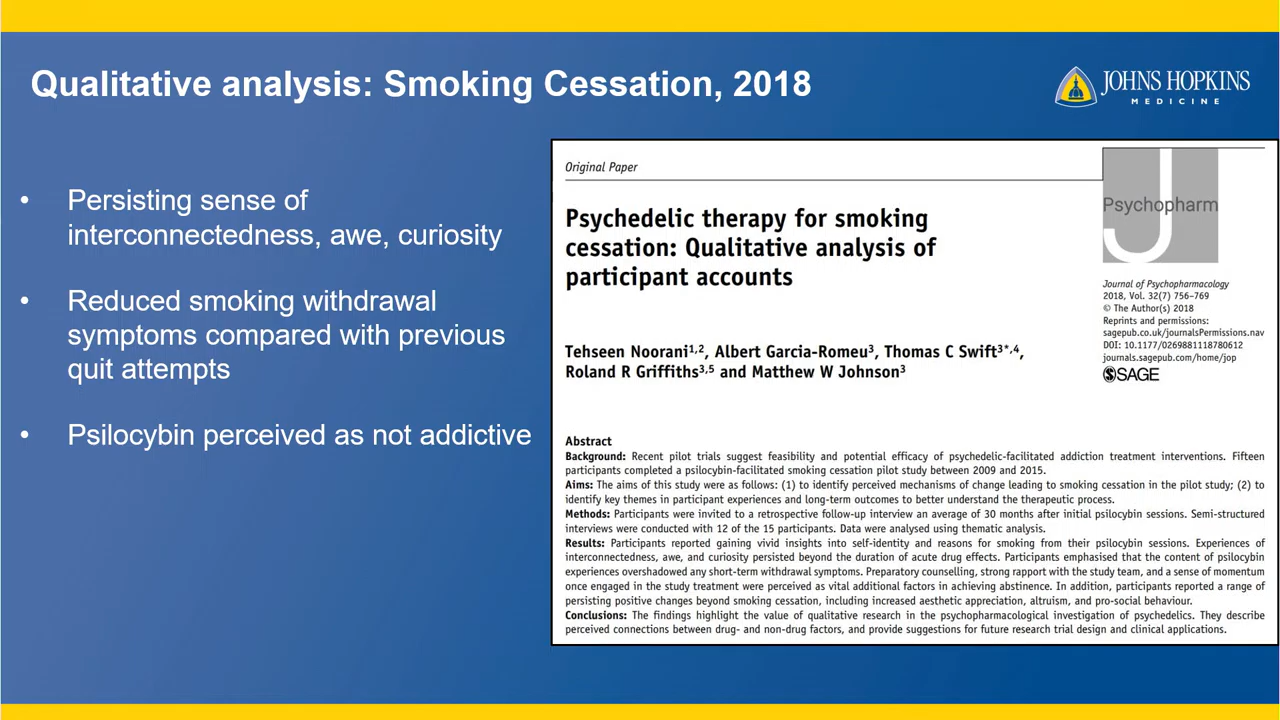 Qualitative analysis: Smoking Cessation, 2018
JOHNS HOPKINS
MEDICINE
• Persisting sense of
interconnectedness, awe, curiosity
• Reduced smoking withdrawal
symptoms compared with previous
quit attempts
• Psilocybin perceived as not addictive
Original Paper
Psychedelic therapy for smoking
cessation: Qualitative analysis of
participant accounts
J
Psychopharm
Journal of Psychopharmacology
2018, Vol. 32(7) 756–769
© The Author(s) 2018
Reprints and permissions:
sagepub.co.uk/journalsPermissions.nav
DOI: 10.1177/0269881118780612
journals.sagepub.com/home/jop
SAGE
Tehseen Noorani1,2, Albert Garcia-Romeu3, Thomas C Swift3*,4,
Roland R Griffiths3,5 and Matthew W Johnson3
Abstract
Background: Recent pilot trials suggest feasibility and potential efficacy of psychedelic-facilitated addiction treatment interventions. Fifteen
participants completed a psilocybin-facilitated smoking cessation pilot study between 2009 and 2015.
Aims: The aims of this study were as follows: (1) to identify perceived mechanisms of change leading to smoking cessation in the pilot study; (2) to
identify key themes in participant experiences and long-term outcomes to better understand the therapeutic process.
Methods: Participants were invited to a retrospective follow-up interview an average of 30 months after initial psilocybin sessions. Semi-structured
interviews were conducted with 12 of the 15 participants. Data were analysed using thematic analysis.
Results: Participants reported gaining vivid insights into self-identity and reasons for smoking from their psilocybin sessions. Experiences of
interconnectedness, awe, and curiosity persisted beyond the duration of acute drug effects. Participants emphasised that the content of psilocybin
experiences overshadowed any short-term withdrawal symptoms. Preparatory counselling, strong rapport with the study team, and a sense of momentum
once engaged in the study treatment were perceived as vital additional factors in achieving abstinence. In addition, participants reported a range of
persisting positive changes beyond smoking cessation, including increased aesthetic appreciation, altruism, and pro-social behaviour.
Conclusions: The findings highlight the value of qualitative research in the psychopharmacological investigation of psychedelics. They describe
perceived connections between drug- and non-drug factors, and provide suggestions for future research trial design and clinical applications.